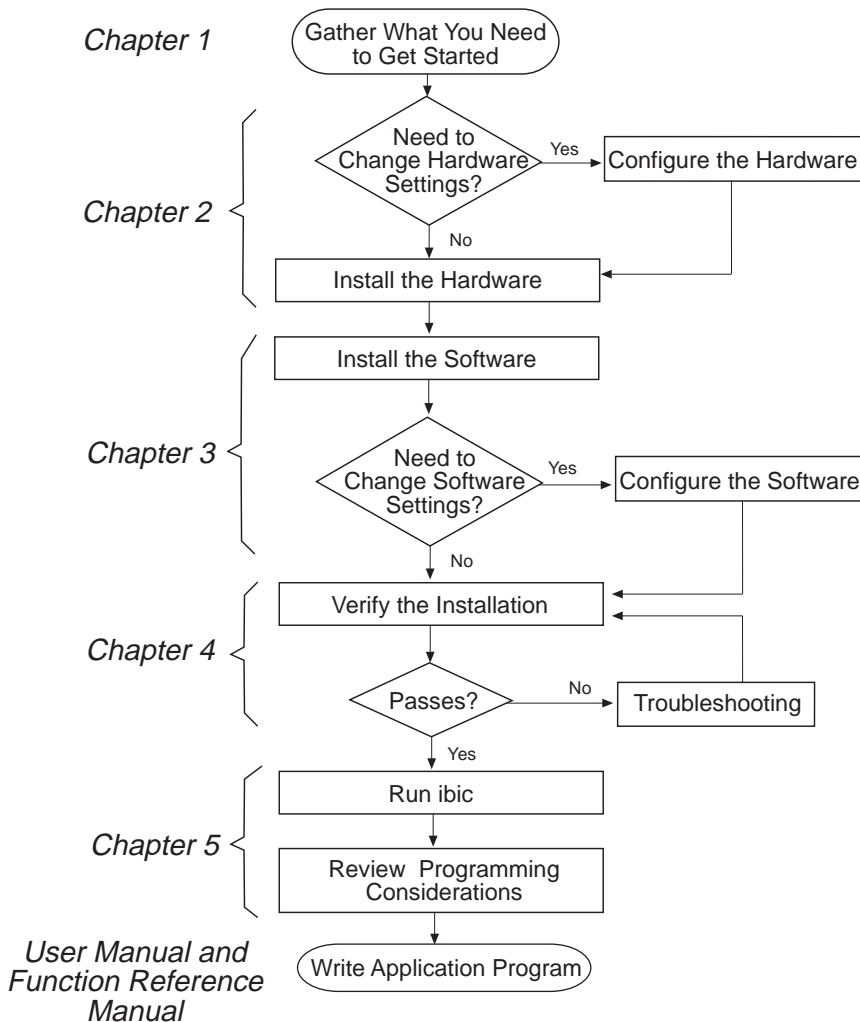 Chapter 1
Gather What You Need
to Get Started
Need to
Change Hardware
Settings?
Yes
Configure the Hardware
Chapter 2
No
Install the Hardware
Install the Software
Chapter 3
Need to
Change Software
Settings?
Yes
Configure the Software
No
Verify the Installation
Chapter 4
Passes?
No
Troubleshooting
Yes
Run ibic
Chapter 5
Review Programming
Considerations
User Manual and
Function Reference
Manual
Write Application Program